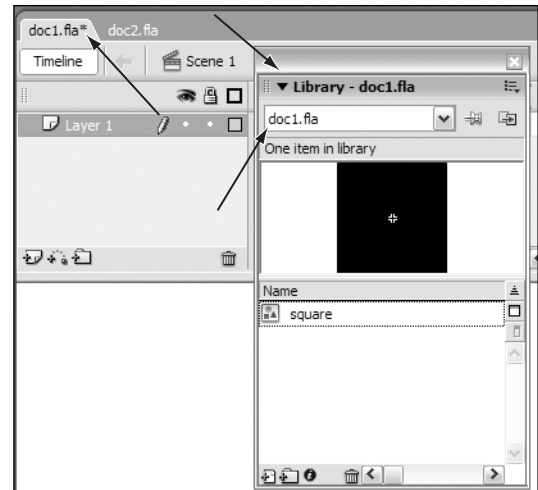 doc1.fla* doc2.fla
Timeline Scene 1
Library - doc1.fla
Layer 1
doc1.fla
One item in library
Name
square